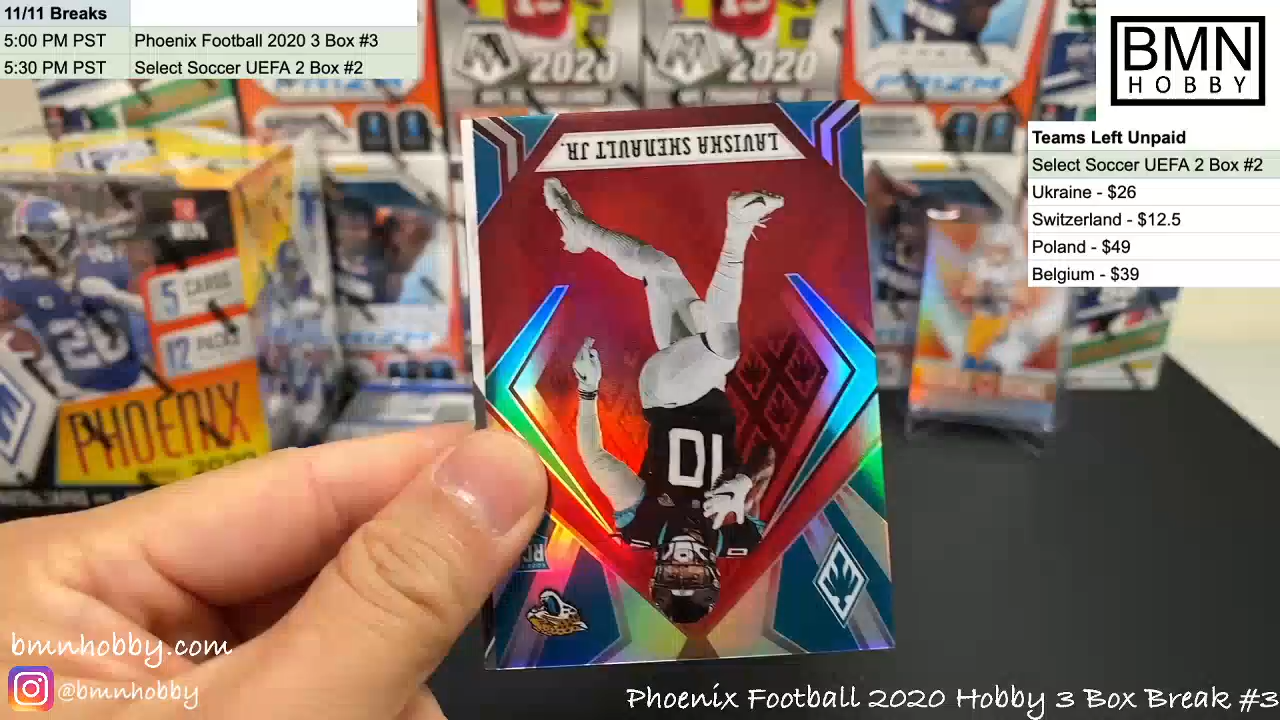 11/11 Breaks
5:00 PM PST Phoenix Football 2020 3 Box #3
5:30 PM PST Select Soccer UEFA 2 Box #2
BMN
HOBBY
Teams Left Unpaid
Select Soccer UEFA 2 Box #2
Ukraine - $26
Switzerland - $12.5
Poland - $49
Belgium - $39
2020
2020
LAVISKA SHENAULT JR.
10
RC
5 CARDS
12 PACKS
20
PHOENIX
2020
bmnhobby.com
@bmnhobby
Phoenix Football 2020 Hobby 3 Box Break #3